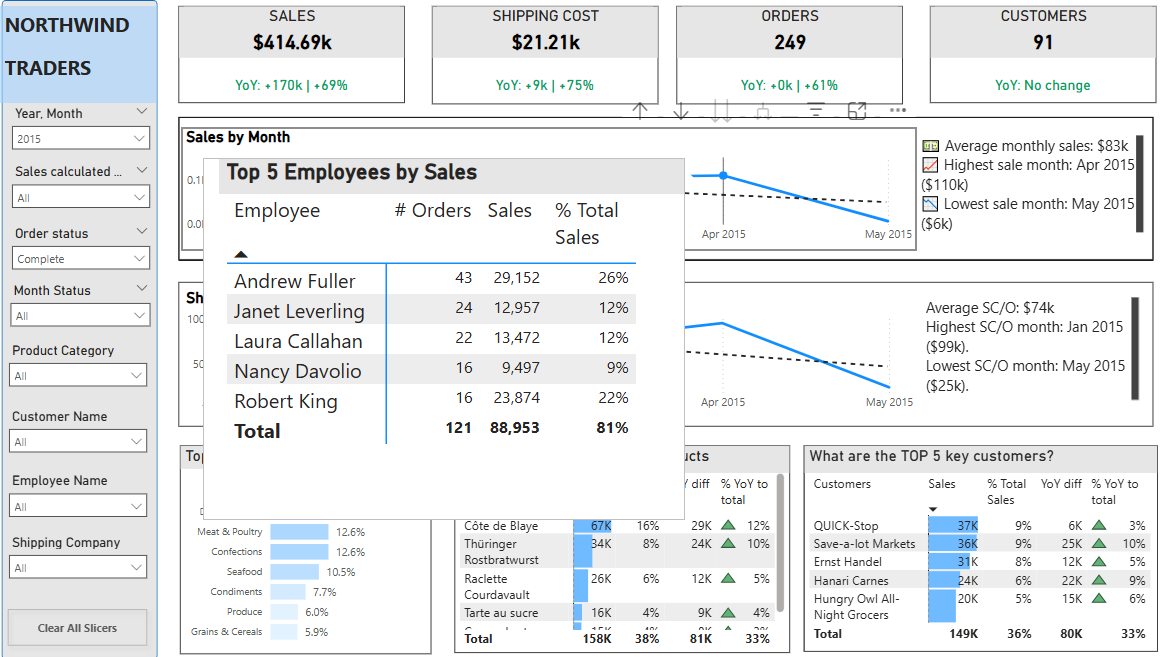 NORTHWIND
TRADERS
Year, Month
2015
Sales calculated ...
All
Order status
Complete
Month Status
All
Product Category
All
Customer Name
All
Employee Name
All
Shipping Company
All
Clear All Slicers
SALES
$414.69k
YoY: +170k | +69%
SHIPPING COST
$21.21k
YoY: +9k | +75%
ORDERS
249
YoY: +0k | +61%
CUSTOMERS
91
YoY: No change
Sales by Month
Apr 2015
May 2015
Average monthly sales: $83k
Highest sale month: Apr 2015
($110k)
Lowest sale month: May 2015
($6k)
Top 5 Employees by Sales
Employee # Orders Sales % Total
Sales
Andrew Fuller 43 29,152 26%
Janet Leverling 24 12,957 12%
Laura Callahan 22 13,472 12%
Nancy Davolio 16 9,497 9%
Robert King 16 23,874 22%
Total 121 88,953 81%
Apr 2015
May 2015
Average SC/O: $74k
Highest SC/O month: Jan 2015
($99k).
Lowest SC/O month: May 2015
($25k).
Meat & Poultry 12.6%
Confections 12.6%
Seafood 10.5%
Condiments 7.7%
Produce 6.0%
Grains & Cereals 5.9%
diff % YoY to
total
Côte de Blaye 67K 16% 29K 12%
Thüringer 34K 8% 24K 10%
Rostbratwurst
Raclette 26K 6% 12K 5%
Courdavault
Tarte au sucre 16K 4% 9K 4%
Total 158K 38% 81K 33%
What are the TOP 5 key customers?
Customers Sales % Total YoY diff % YoY to
Sales total
QUICK-Stop 37K 9% 6K 3%
Save-a-lot Markets 36K 9% 25K 10%
Ernst Handel 31K 8% 12K 5%
Hanari Carnes 24K 6% 22K 9%
Hungry Owl All- 20K 5% 15K 6%
Night Grocers
Total 149K 36% 80K 33%